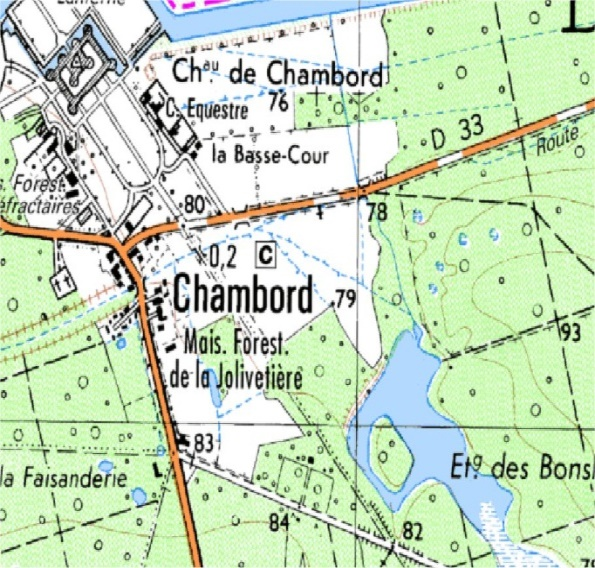 Lanterne
L
Chau de Chambord
C. Equestre
76
D 33
Route
la Basse-Cour
s. Forest.
éfractaires
80
78
0,2
C
Chambord
79
93
Mais. Forest.
de la Jolivetière
83
la Faisanderie
Etg. des Bons
84
82